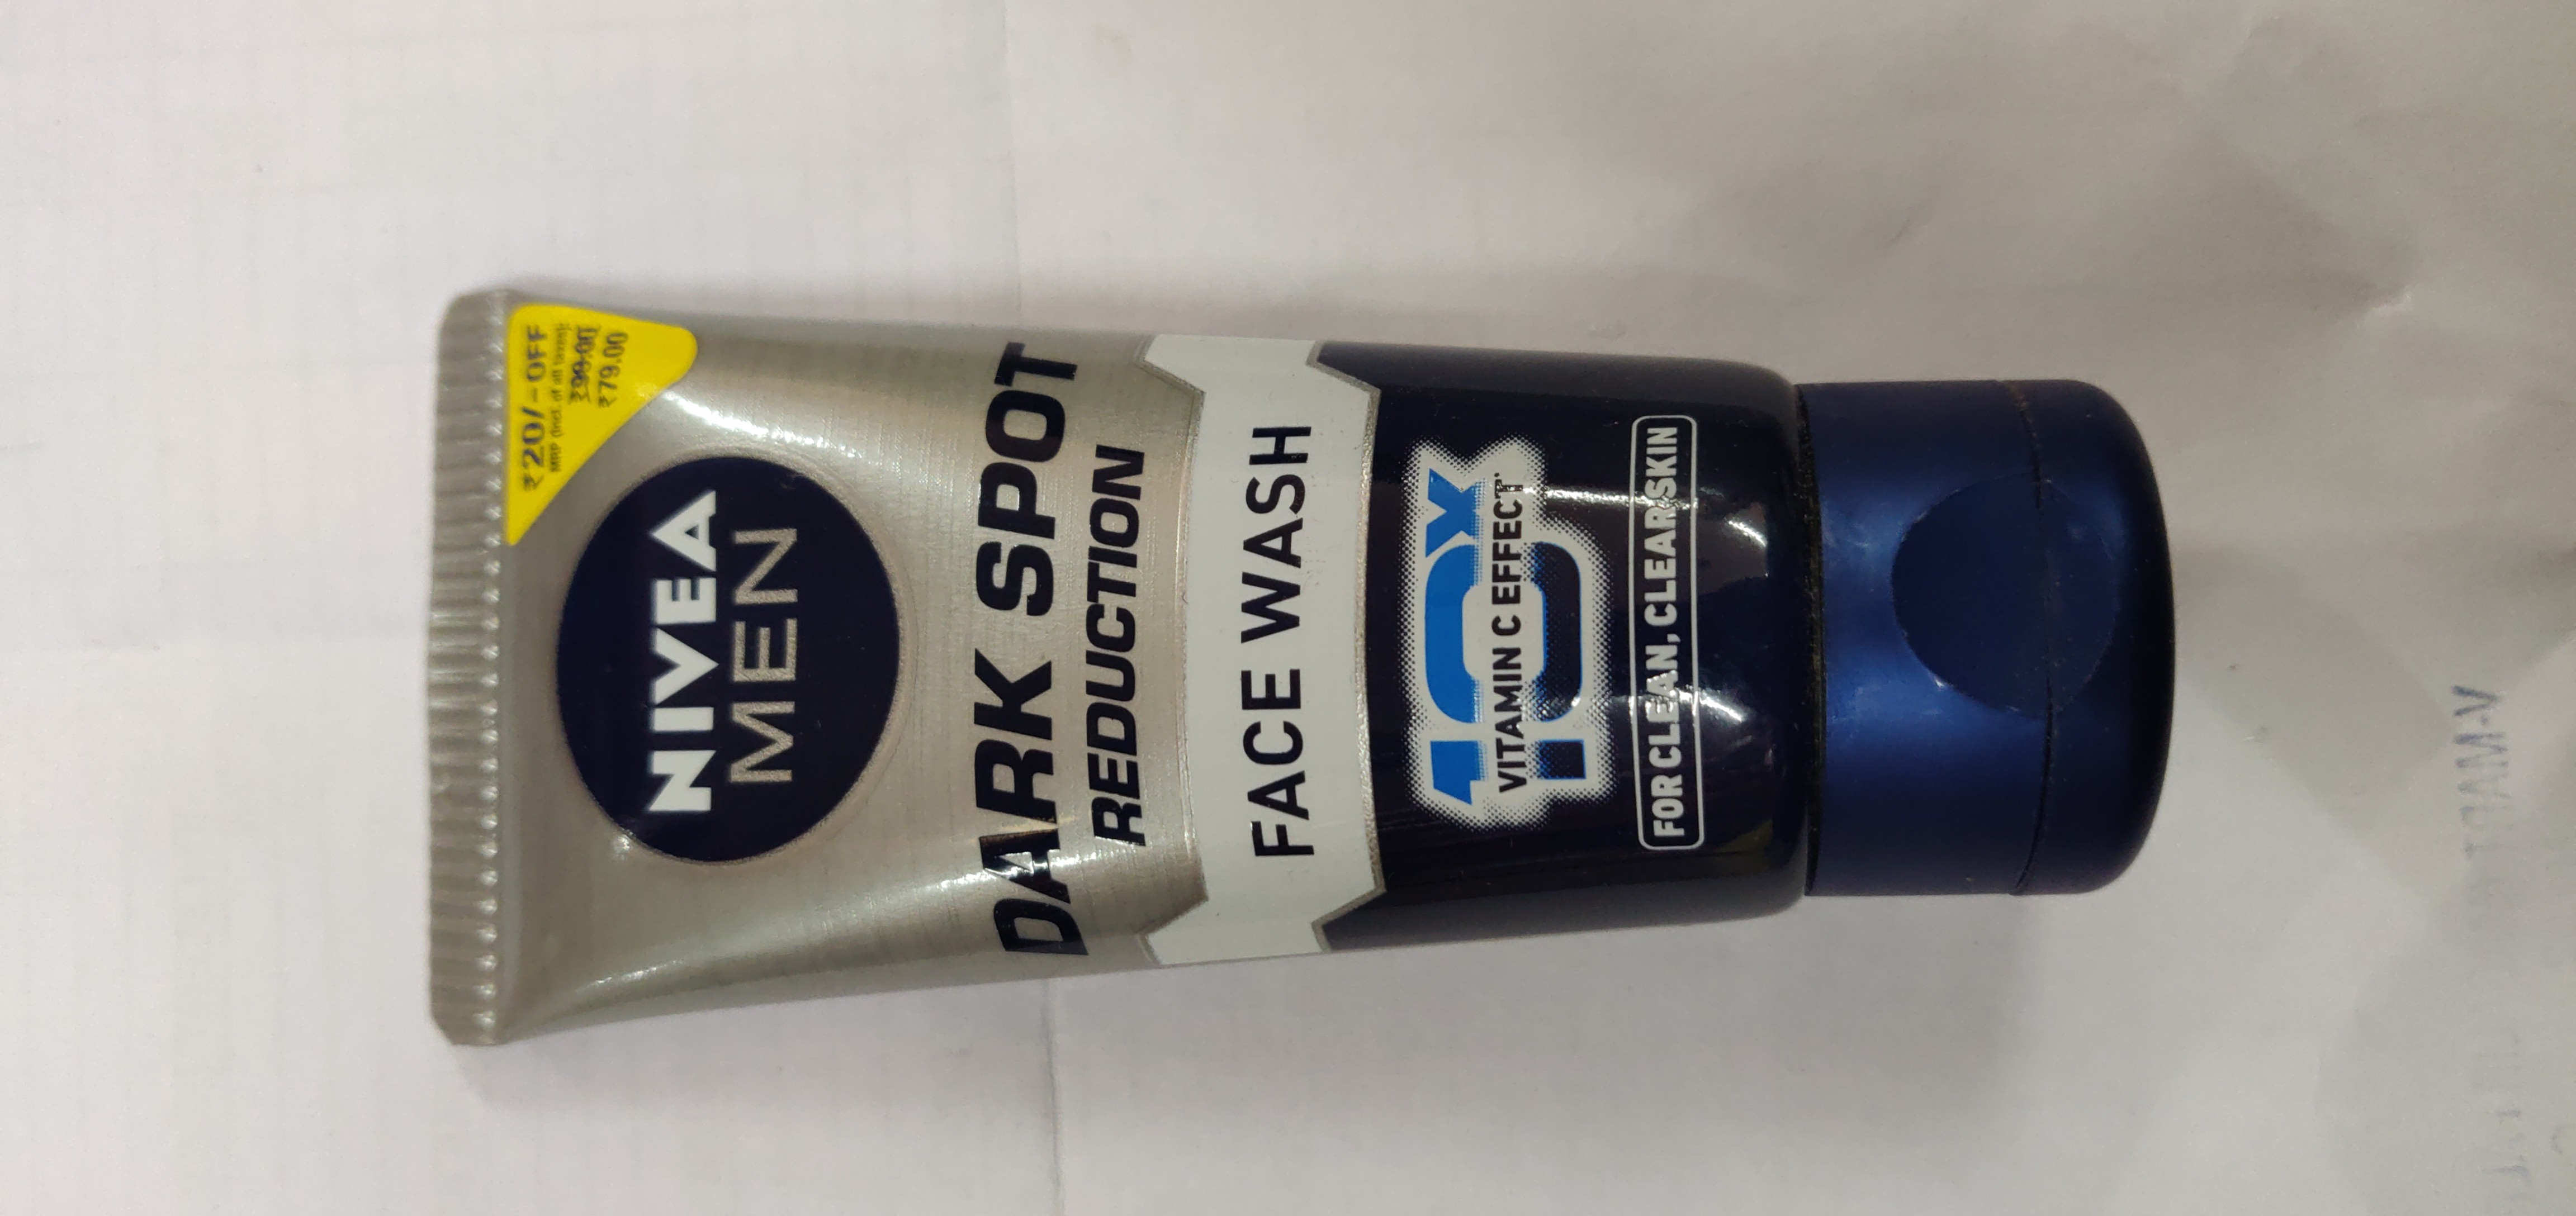 ₹20/- OFF
MRP (Incl. of all taxes):
₹99.00
₹79.00
NIVEA
MEN
DARK SPOT
REDUCTION
FACE WASH
10X
VITAMIN C EFFECT*
FOR CLEAN, CLEAR SKIN
V-MART